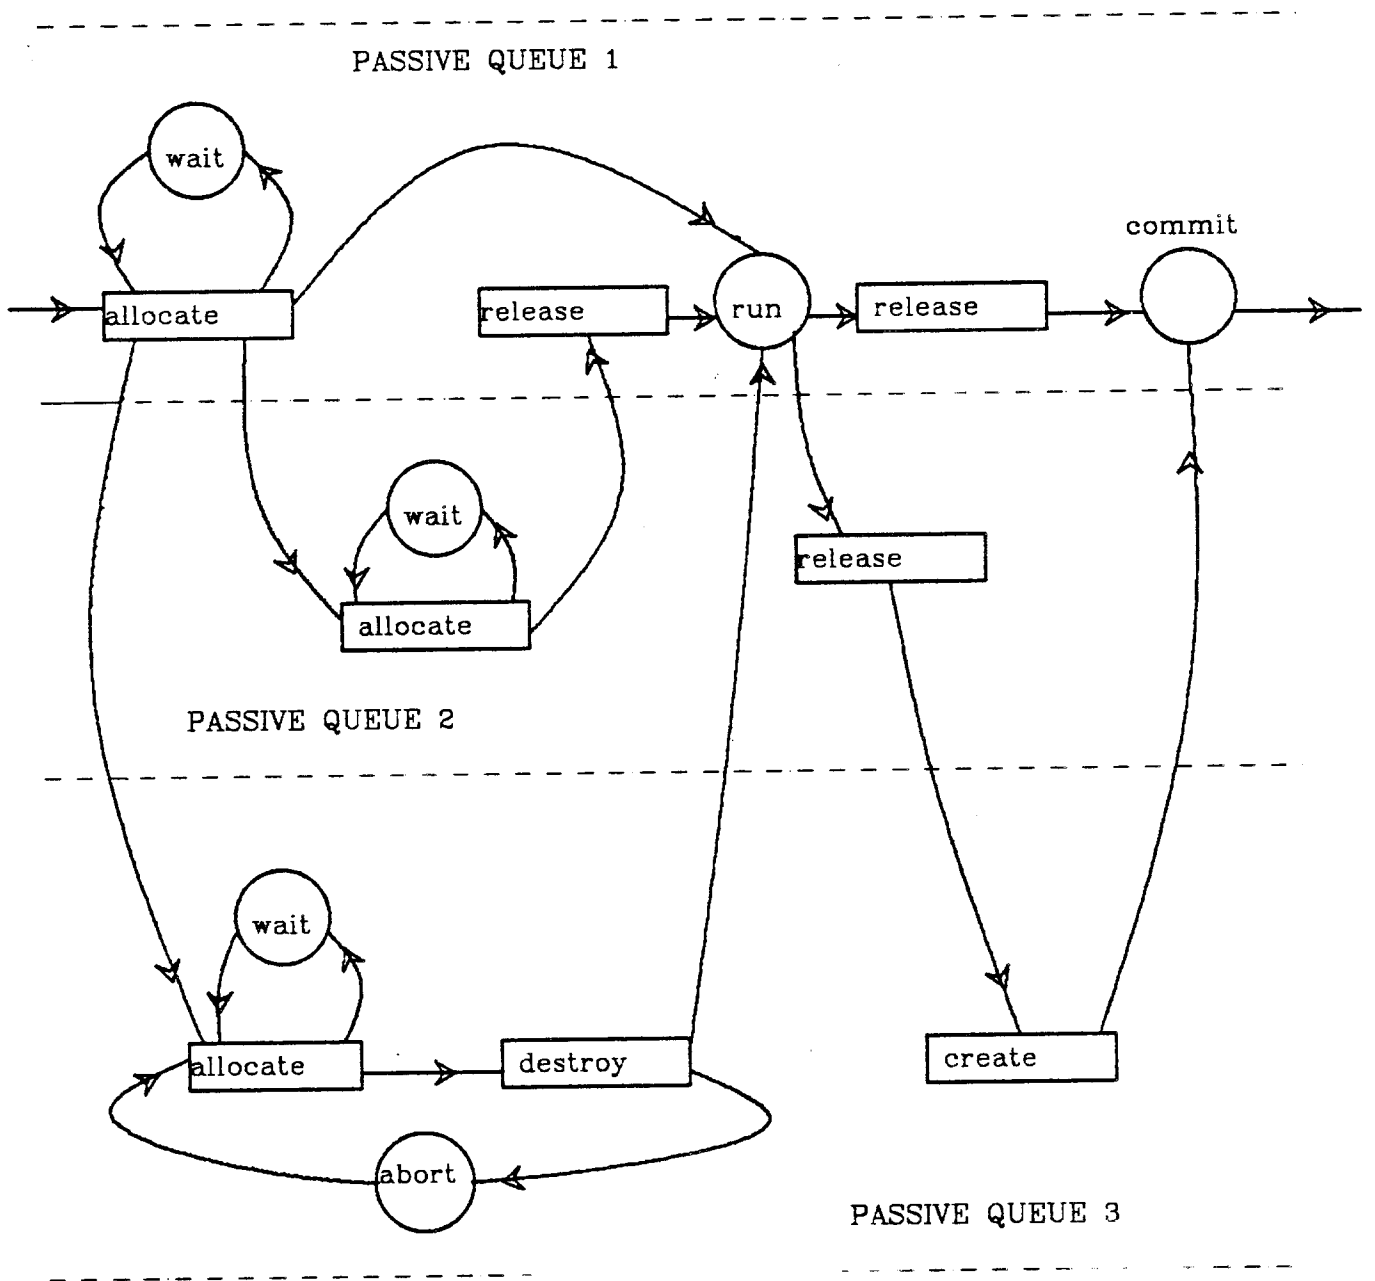 PASSIVE QUEUE 1
wait
commit
allocate
release
run
release
wait
release
allocate
PASSIVE QUEUE 2
wait
allocate
destroy
create
abort
PASSIVE QUEUE 3